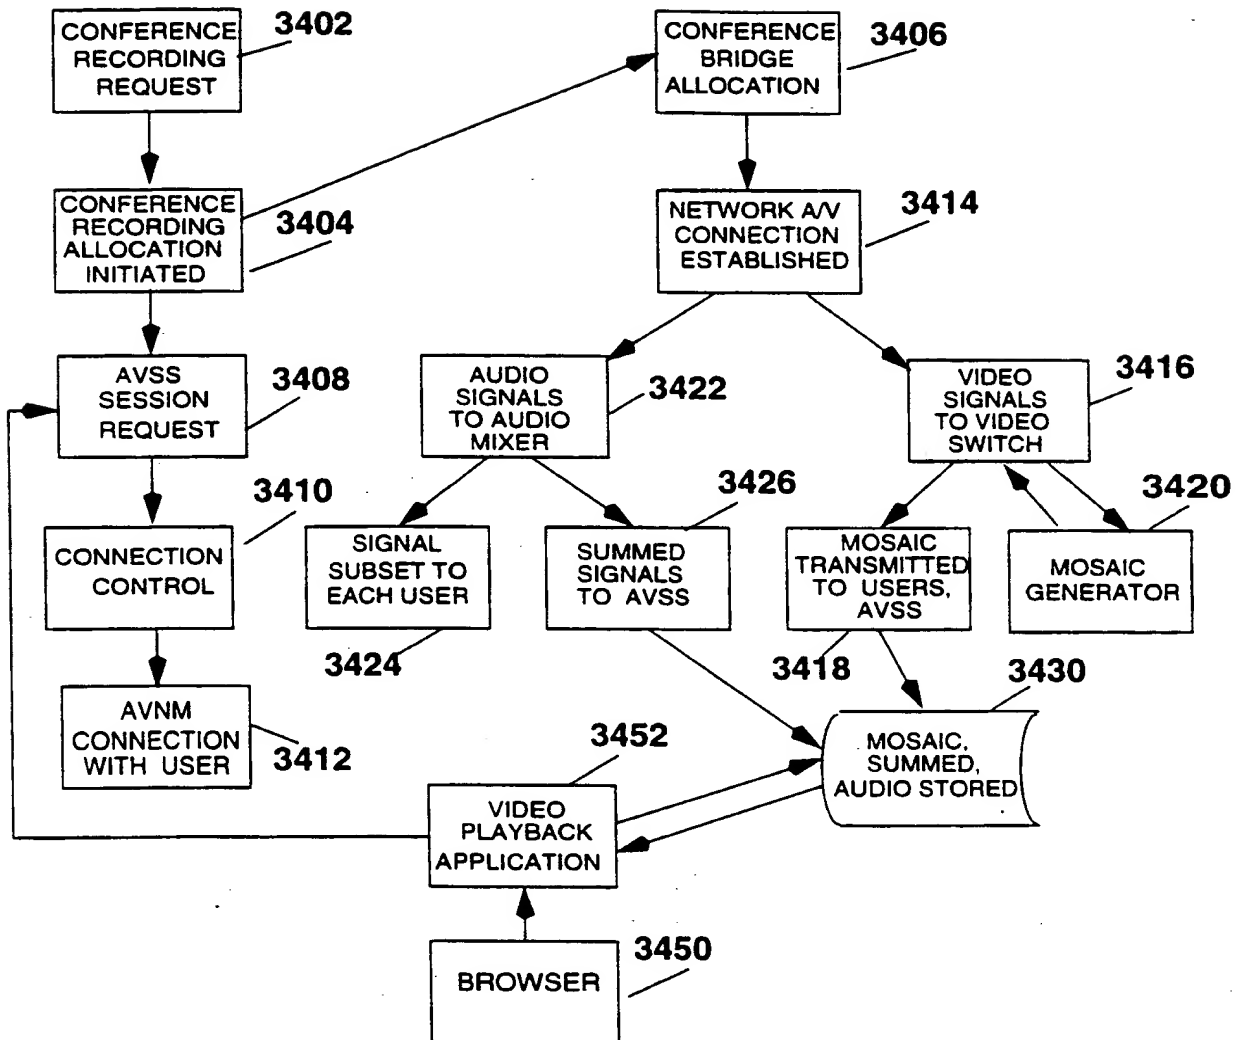 CONFERENCE
RECORDING
REQUEST
3402
CONFERENCE
BRIDGE
ALLOCATION
3406
CONFERENCE
RECORDING
ALLOCATION
INITIATED
3404
NETWORK A/V
CONNECTION
ESTABLISHED
3414
AVSS
SESSION
REQUEST
3408
AUDIO
SIGNALS
TO AUDIO
MIXER
3422
VIDEO
SIGNALS
TO VIDEO
SWITCH
3416
CONNECTION
CONTROL
3410
SIGNAL
SUBSET TO
EACH USER
3424
SUMMED
SIGNALS
TO AVSS
3426
MOSAIC
TRANSMITTED
TO USERS,
AVSS
3418
MOSAIC
GENERATOR
3420
AVNM
CONNECTION
WITH USER
3412
MOSAIC,
SUMMED,
AUDIO STORED
3430
VIDEO
PLAYBACK
APPLICATION
3452
BROWSER
3450